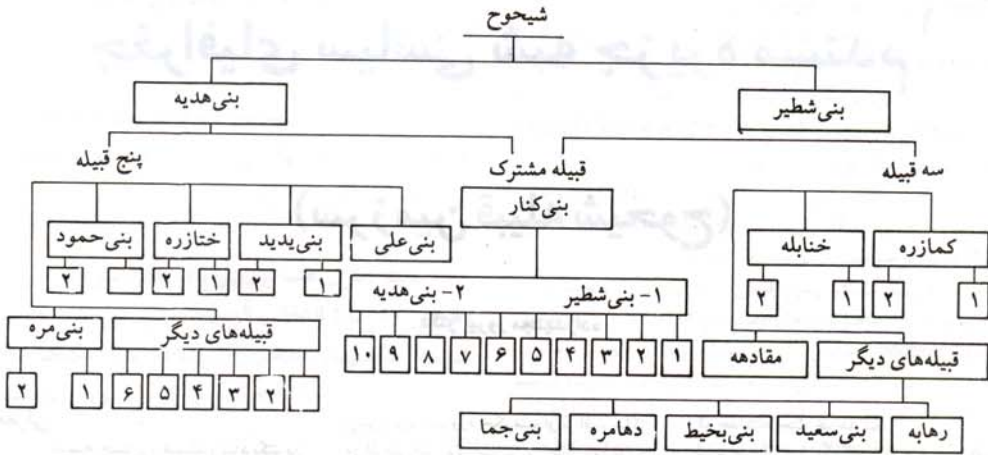 شیحوح
بنی‌شطیر
بنی‌هدیه
سه قبیله
قبیله مشترک
پنج قبیله
کمازره
۱
۲
خنابله
۱
۲
بنی‌کنار
بنی‌علی
بنی‌یدید
۱
۲
ختازره
۱
۲
بنی‌حمود
۲
۱- بنی‌شطیر ۲- بنی‌هدیه
۱ ۲ ۳ ۴ ۵ ۶ ۷ ۸ ۹ ۱۰
قبیله‌های دیگر
مقادهه
رهابه
بنی‌سعید
بنی‌بخیط
دهامره
بنی‌جما
قبیله‌های دیگر
۲ ۳ ۴ ۵ ۶
بنی‌مره
۱ ۲